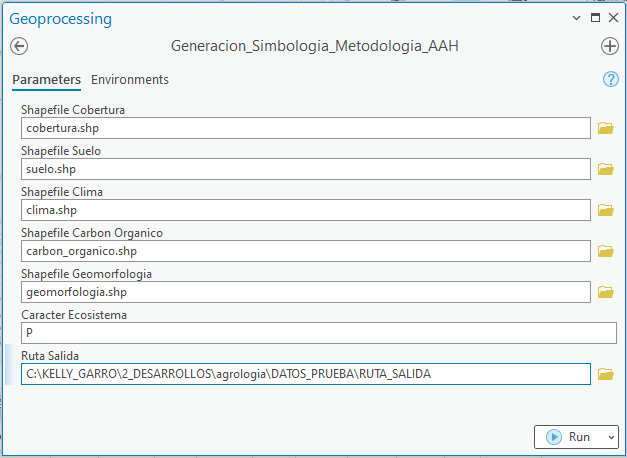 Geoprocessing
Generacion_Simbologia_Metodologia_AAH
Parameters Environments
Shapefile Cobertura
cobertura.shp
Shapefile Suelo
suelo.shp
Shapefile Clima
clima.shp
Shapefile Carbon Organico
carbon_organico.shp
Shapefile Geomorfologia
geomorfologia.shp
Caracter Ecosistema
P
Ruta Salida
C:\KELLY_GARRO\2_DESARROLLOS\agrologia\DATOS_PRUEBA\RUTA_SALIDA
Run